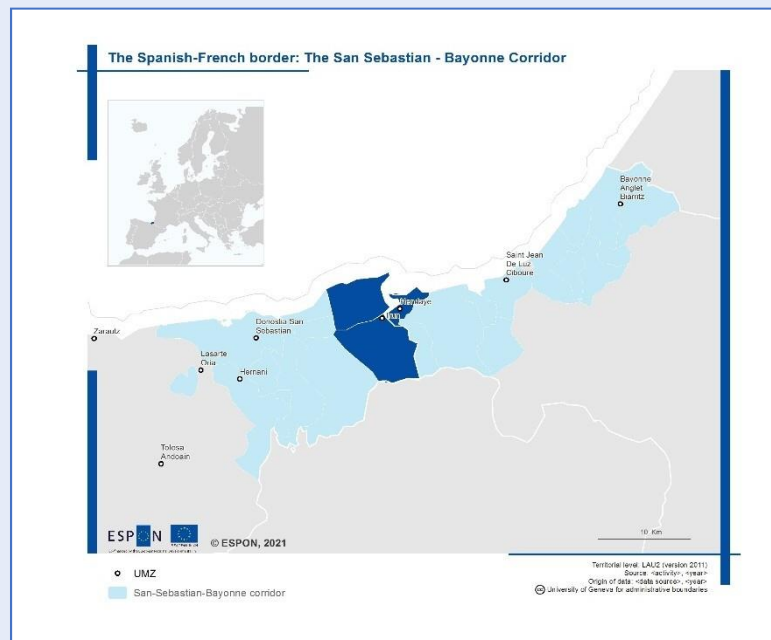 The Spanish-French border: The San Sebastian - Bayonne Corridor
Bayonne
Anglet
Biarritz
Saint Jean
De Luz
Ciboure
Hendaye
Irun
Donostia San
Sebastian
Zarautz
Lasarte
Oria
Hernani
Tolosa
Andoain
10 Km
ESPON
© ESPON, 2021
UMZ
San-Sebastian-Bayonne corridor
Territorial level: LAU2 (version 2011)
Source: <activity>, <year>
Origin of data: <data source>, <year>
University of Geneva for administrative boundaries